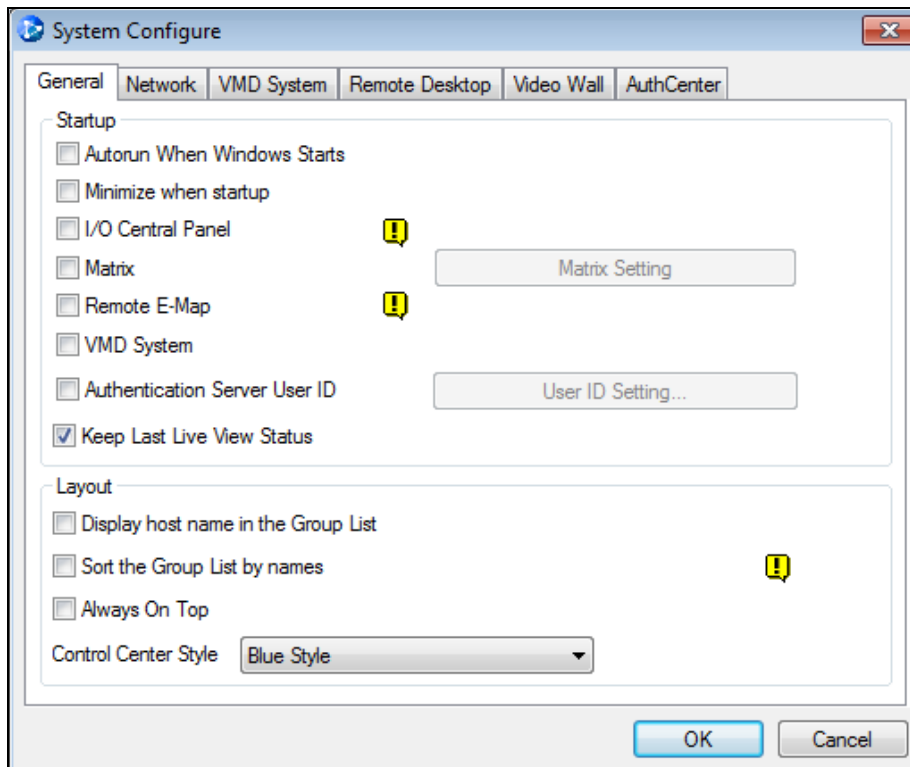 System Configure
General Network VMD System Remote Desktop Video Wall AuthCenter
Startup
Autorun When Windows Starts
Minimize when startup
I/O Central Panel
Matrix Matrix Setting
Remote E-Map
VMD System
Authentication Server User ID User ID Setting...
Keep Last Live View Status
Layout
Display host name in the Group List
Sort the Group List by names
Always On Top
Control Center Style Blue Style
OK Cancel